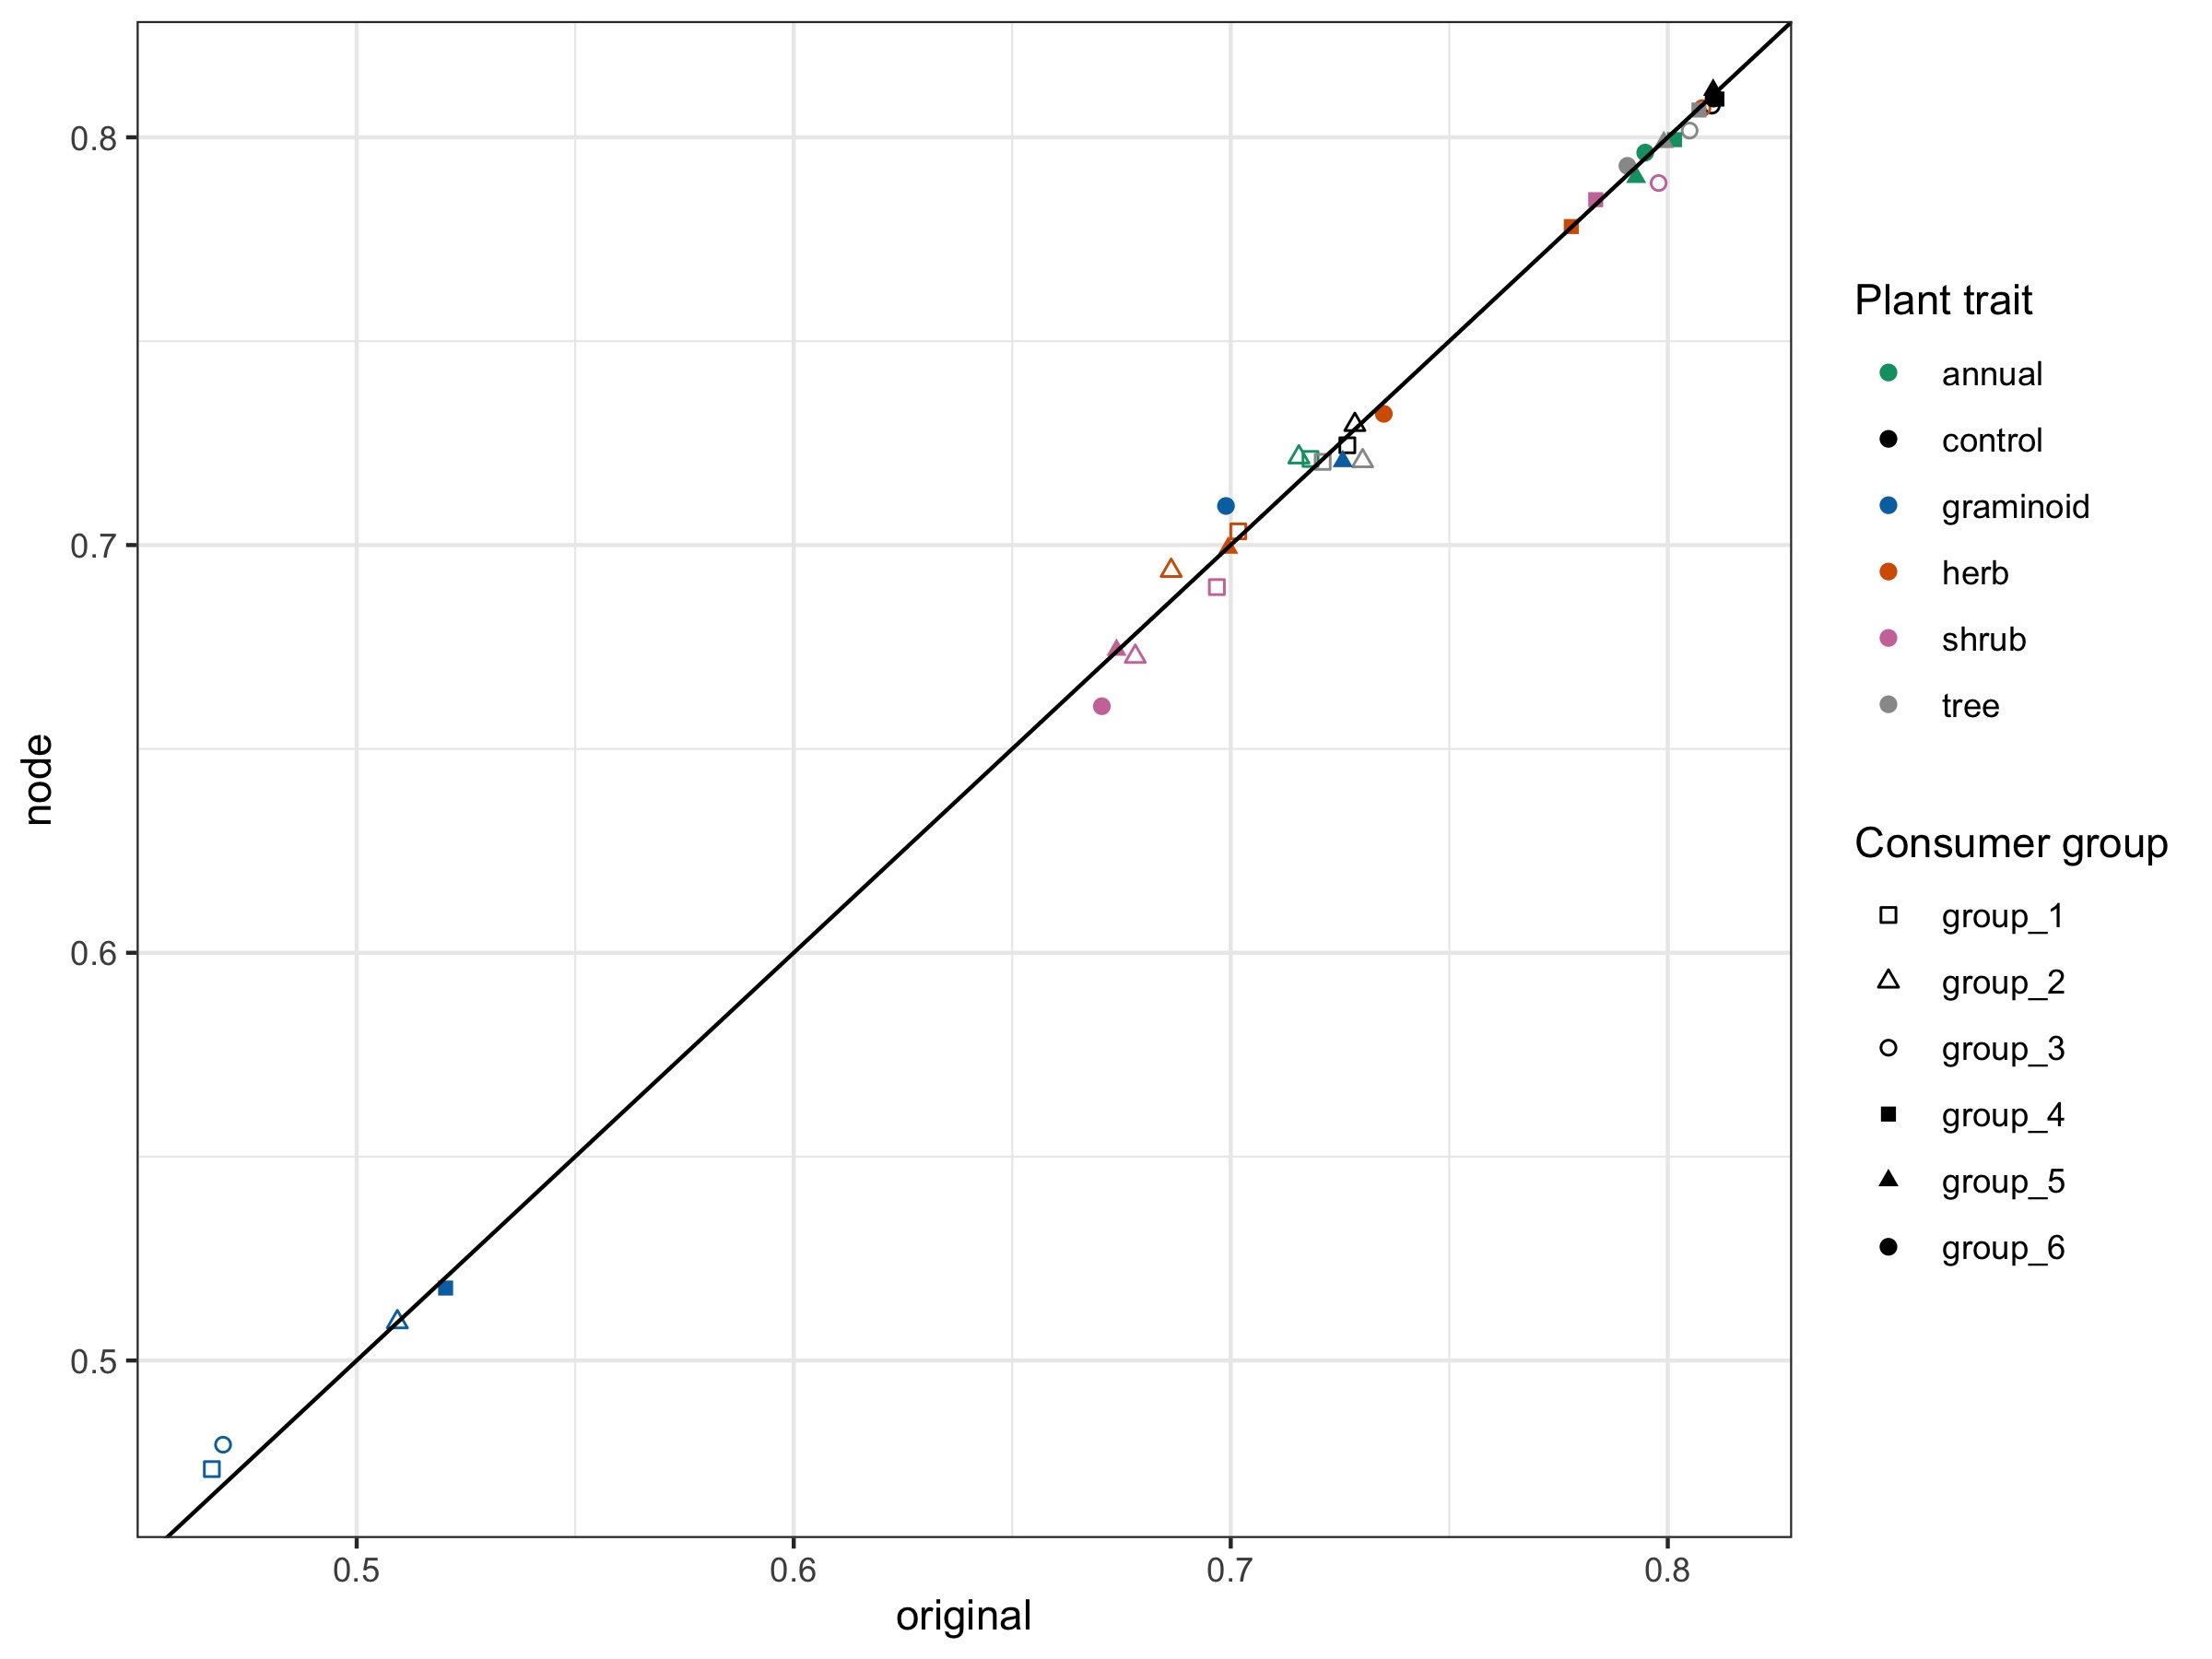 0.8
0.7
0.6
0.5
node
0.5 0.6 0.7 0.8
original
Plant trait
annual
control
graminoid
herb
shrub
tree
Consumer group
group_1
group_2
group_3
group_4
group_5
group_6